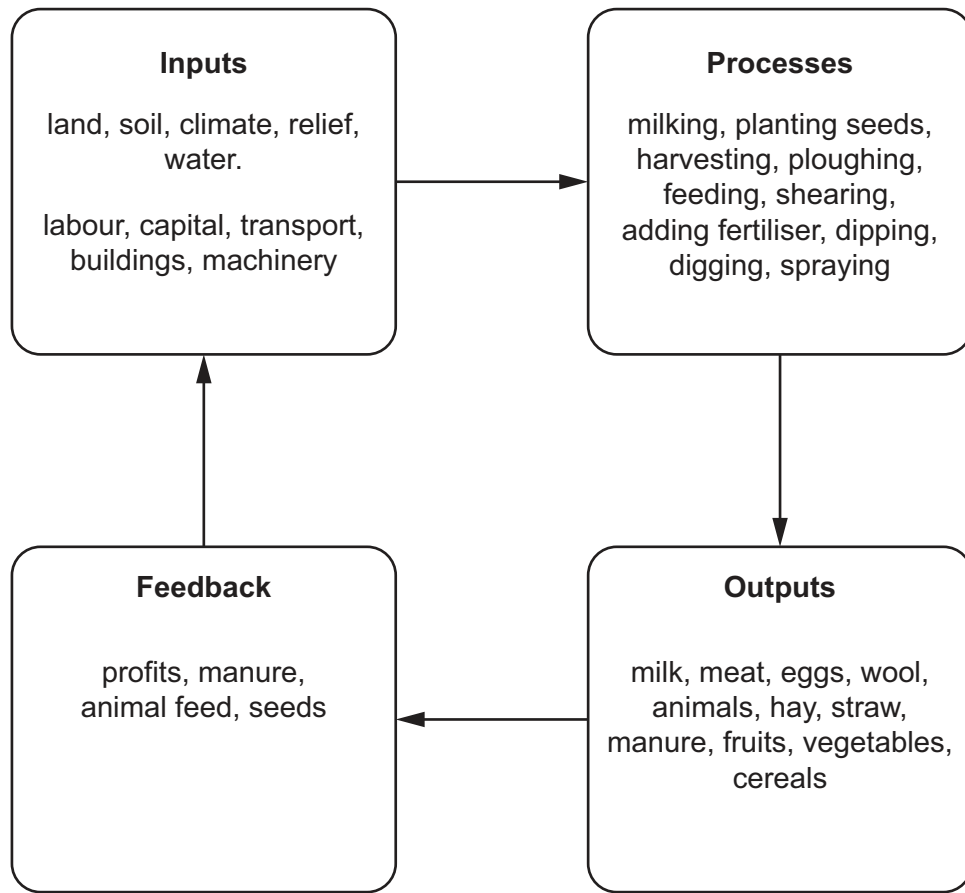 Inputs
land, soil, climate, relief,
water.
labour, capital, transport,
buildings, machinery
Processes
milking, planting seeds,
harvesting, ploughing,
feeding, shearing,
adding fertiliser, dipping,
digging, spraying
Feedback
profits, manure,
animal feed, seeds
Outputs
milk, meat, eggs, wool,
animals, hay, straw,
manure, fruits, vegetables,
cereals